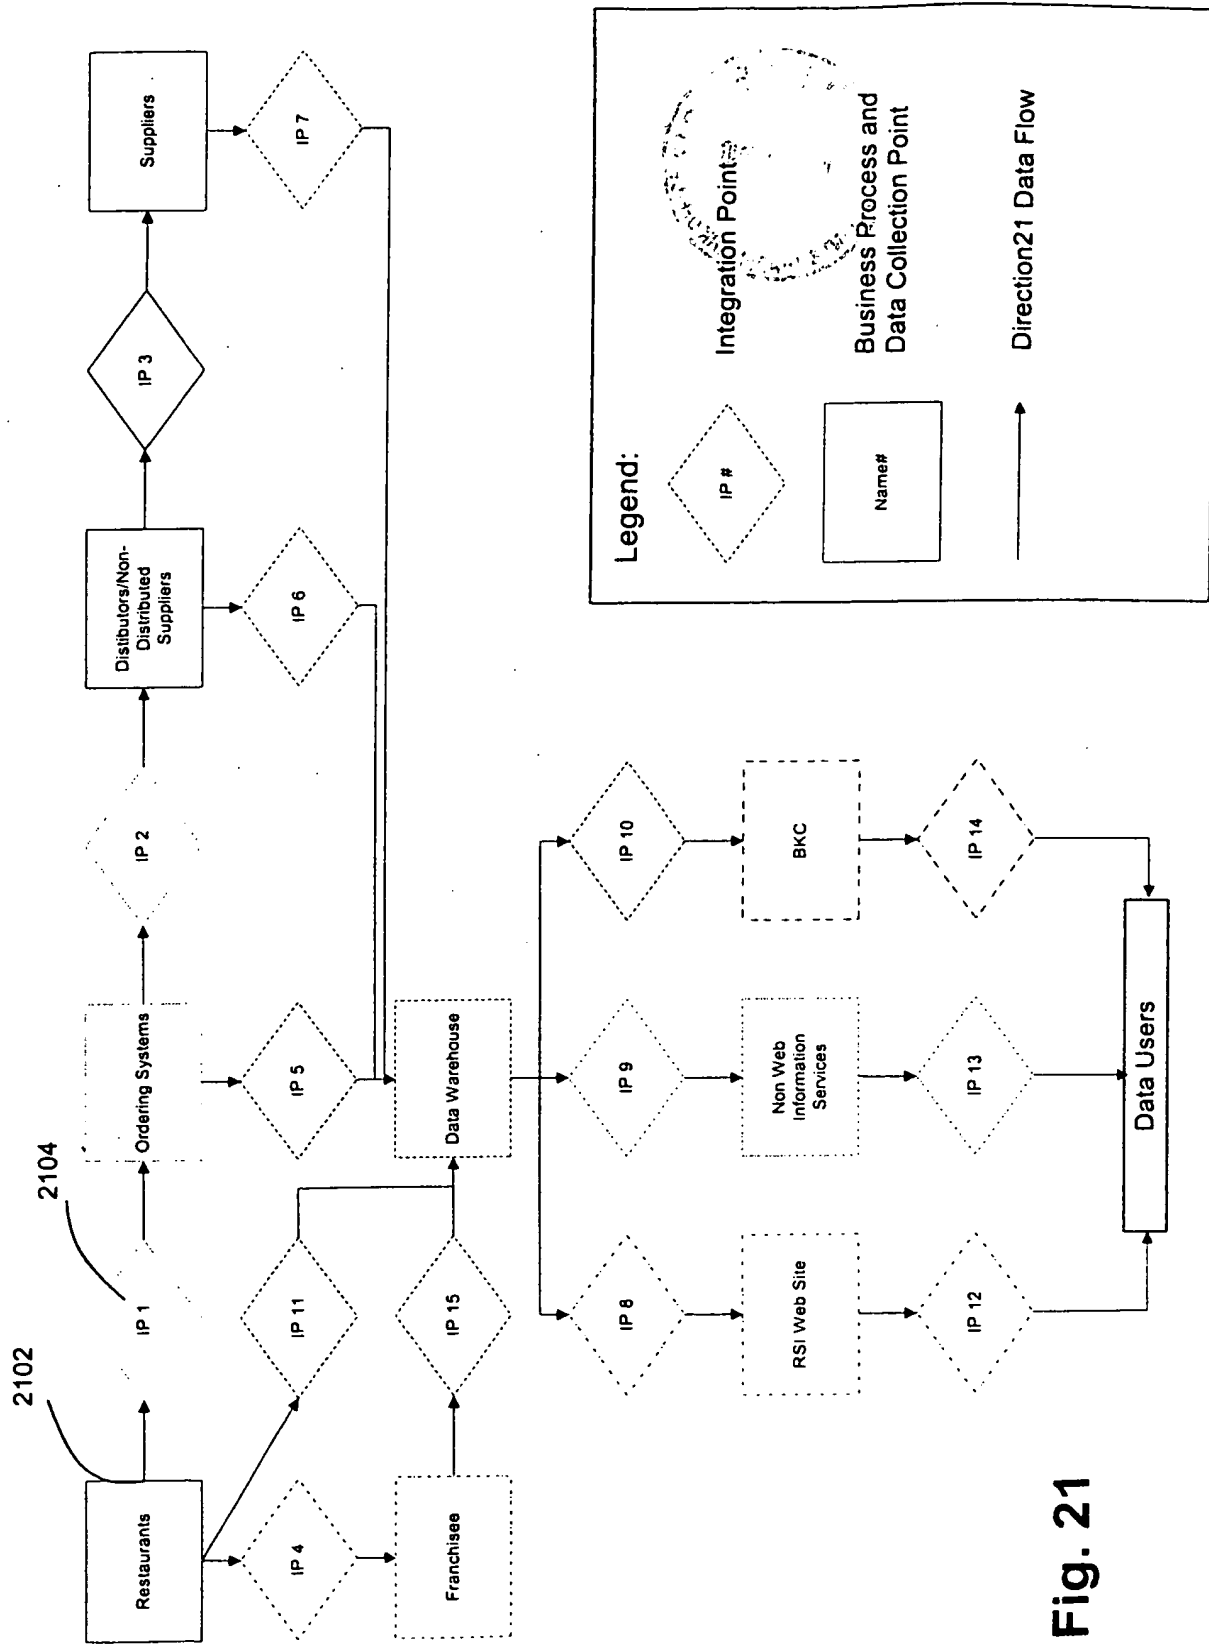 2102
2104
Restaurants
IP 1
Ordering Systems
IP 2
Distibutors/Non-
Distributed
Suppliers
IP 3
Suppliers
IP 4
IP 11
IP 5
IP 6
IP 7
Franchisee
IP 15
Data Warehouse
IP 8
IP 9
IP 10
RSI Web Site
Non Web
Information
Services
BKC
IP 12
IP 13
IP 14
Data Users
Legend:
IP #
Integration Point
Name#
Business Process and
Data Collection Point
Direction21 Data Flow
Fig. 21